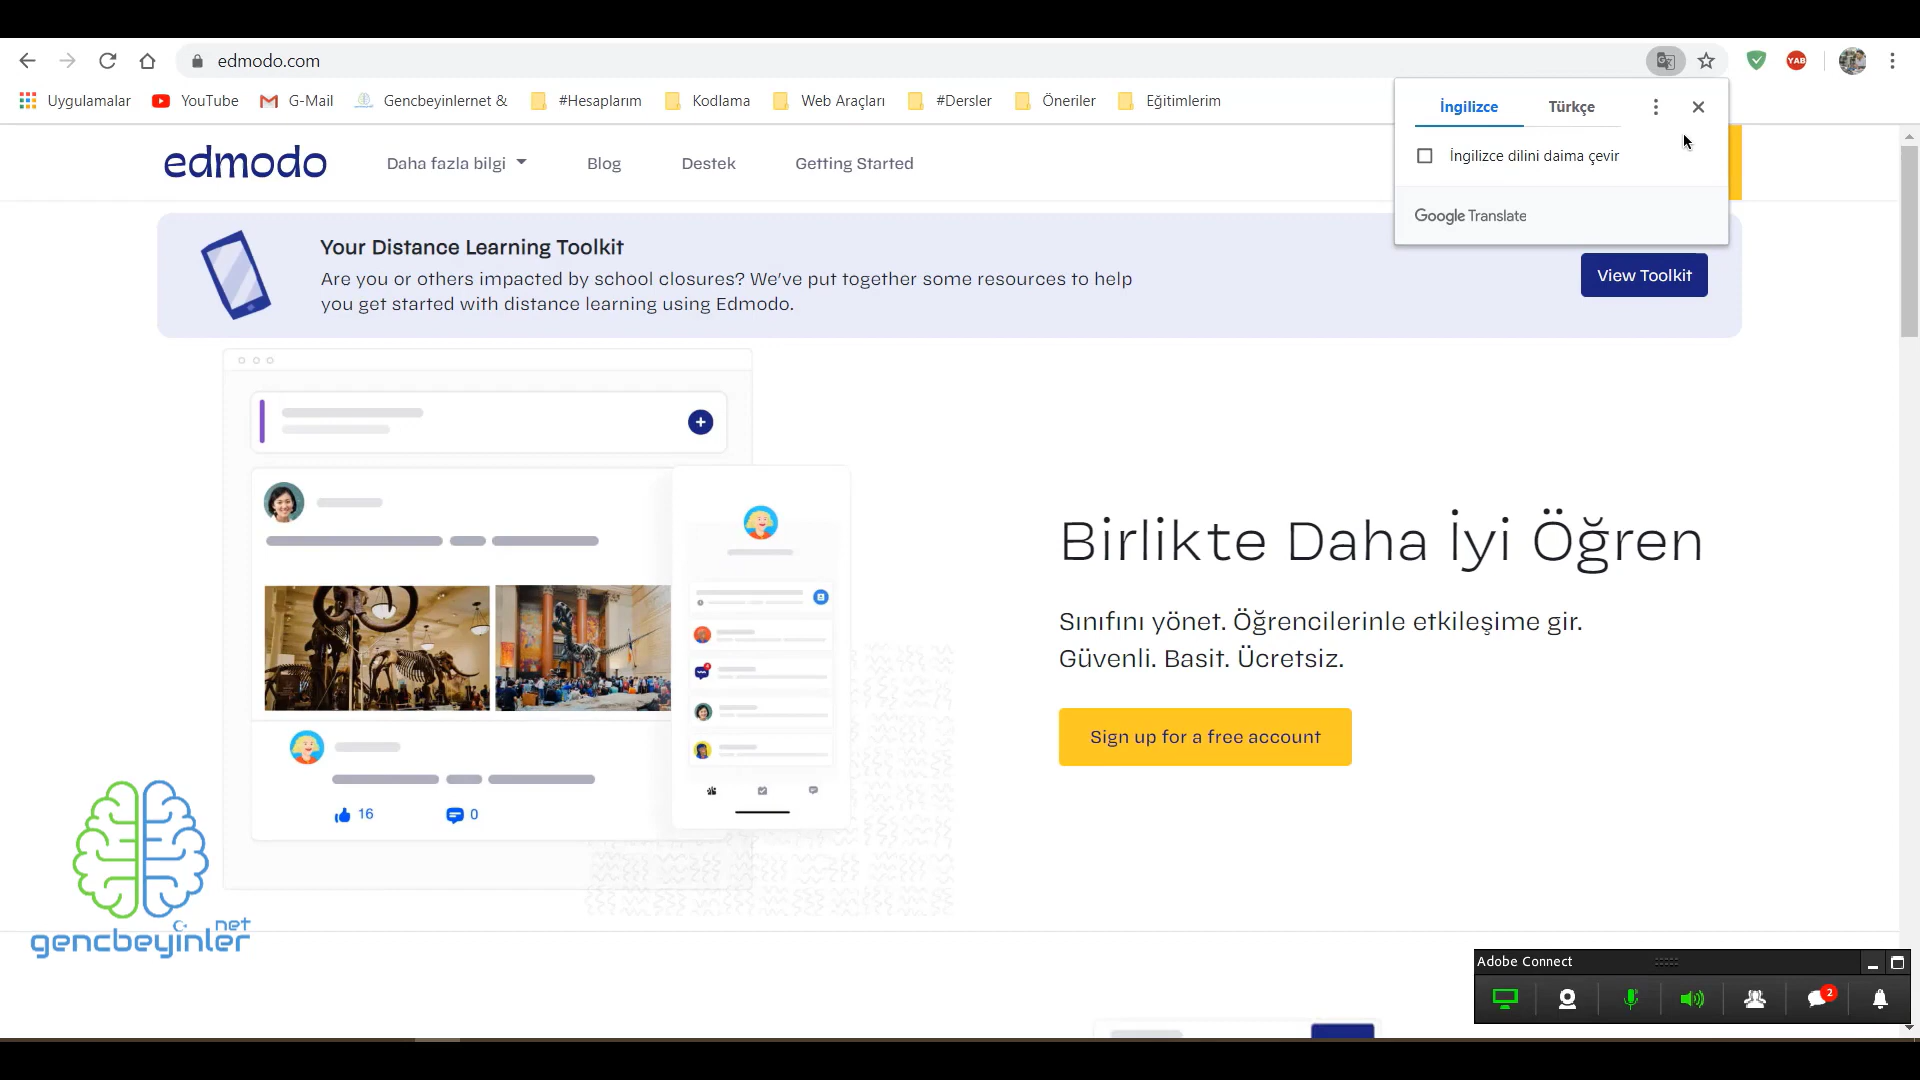 edmodo.com
Uygulamalar YouTube G-Mail Gencbeyinlernet & #Hesaplarım Kodlama Web Araçları #Dersler Öneriler Eğitimlerim
YAB
İngilizce Türkçe
İngilizce dilini daima çevir
Google Translate
edmodo Daha fazla bilgi Blog Destek Getting Started
Your Distance Learning Toolkit
Are you or others impacted by school closures? We've put together some resources to help
you get started with distance learning using Edmodo.
View Toolkit
Birlikte Daha İyi Öğren
Sınıfını yönet. Öğrencilerinle etkileşime gir.
Güvenli. Basit. Ücretsiz.
Sign up for a free account
16 0
net
gencbeyinler
Adobe Connect
2